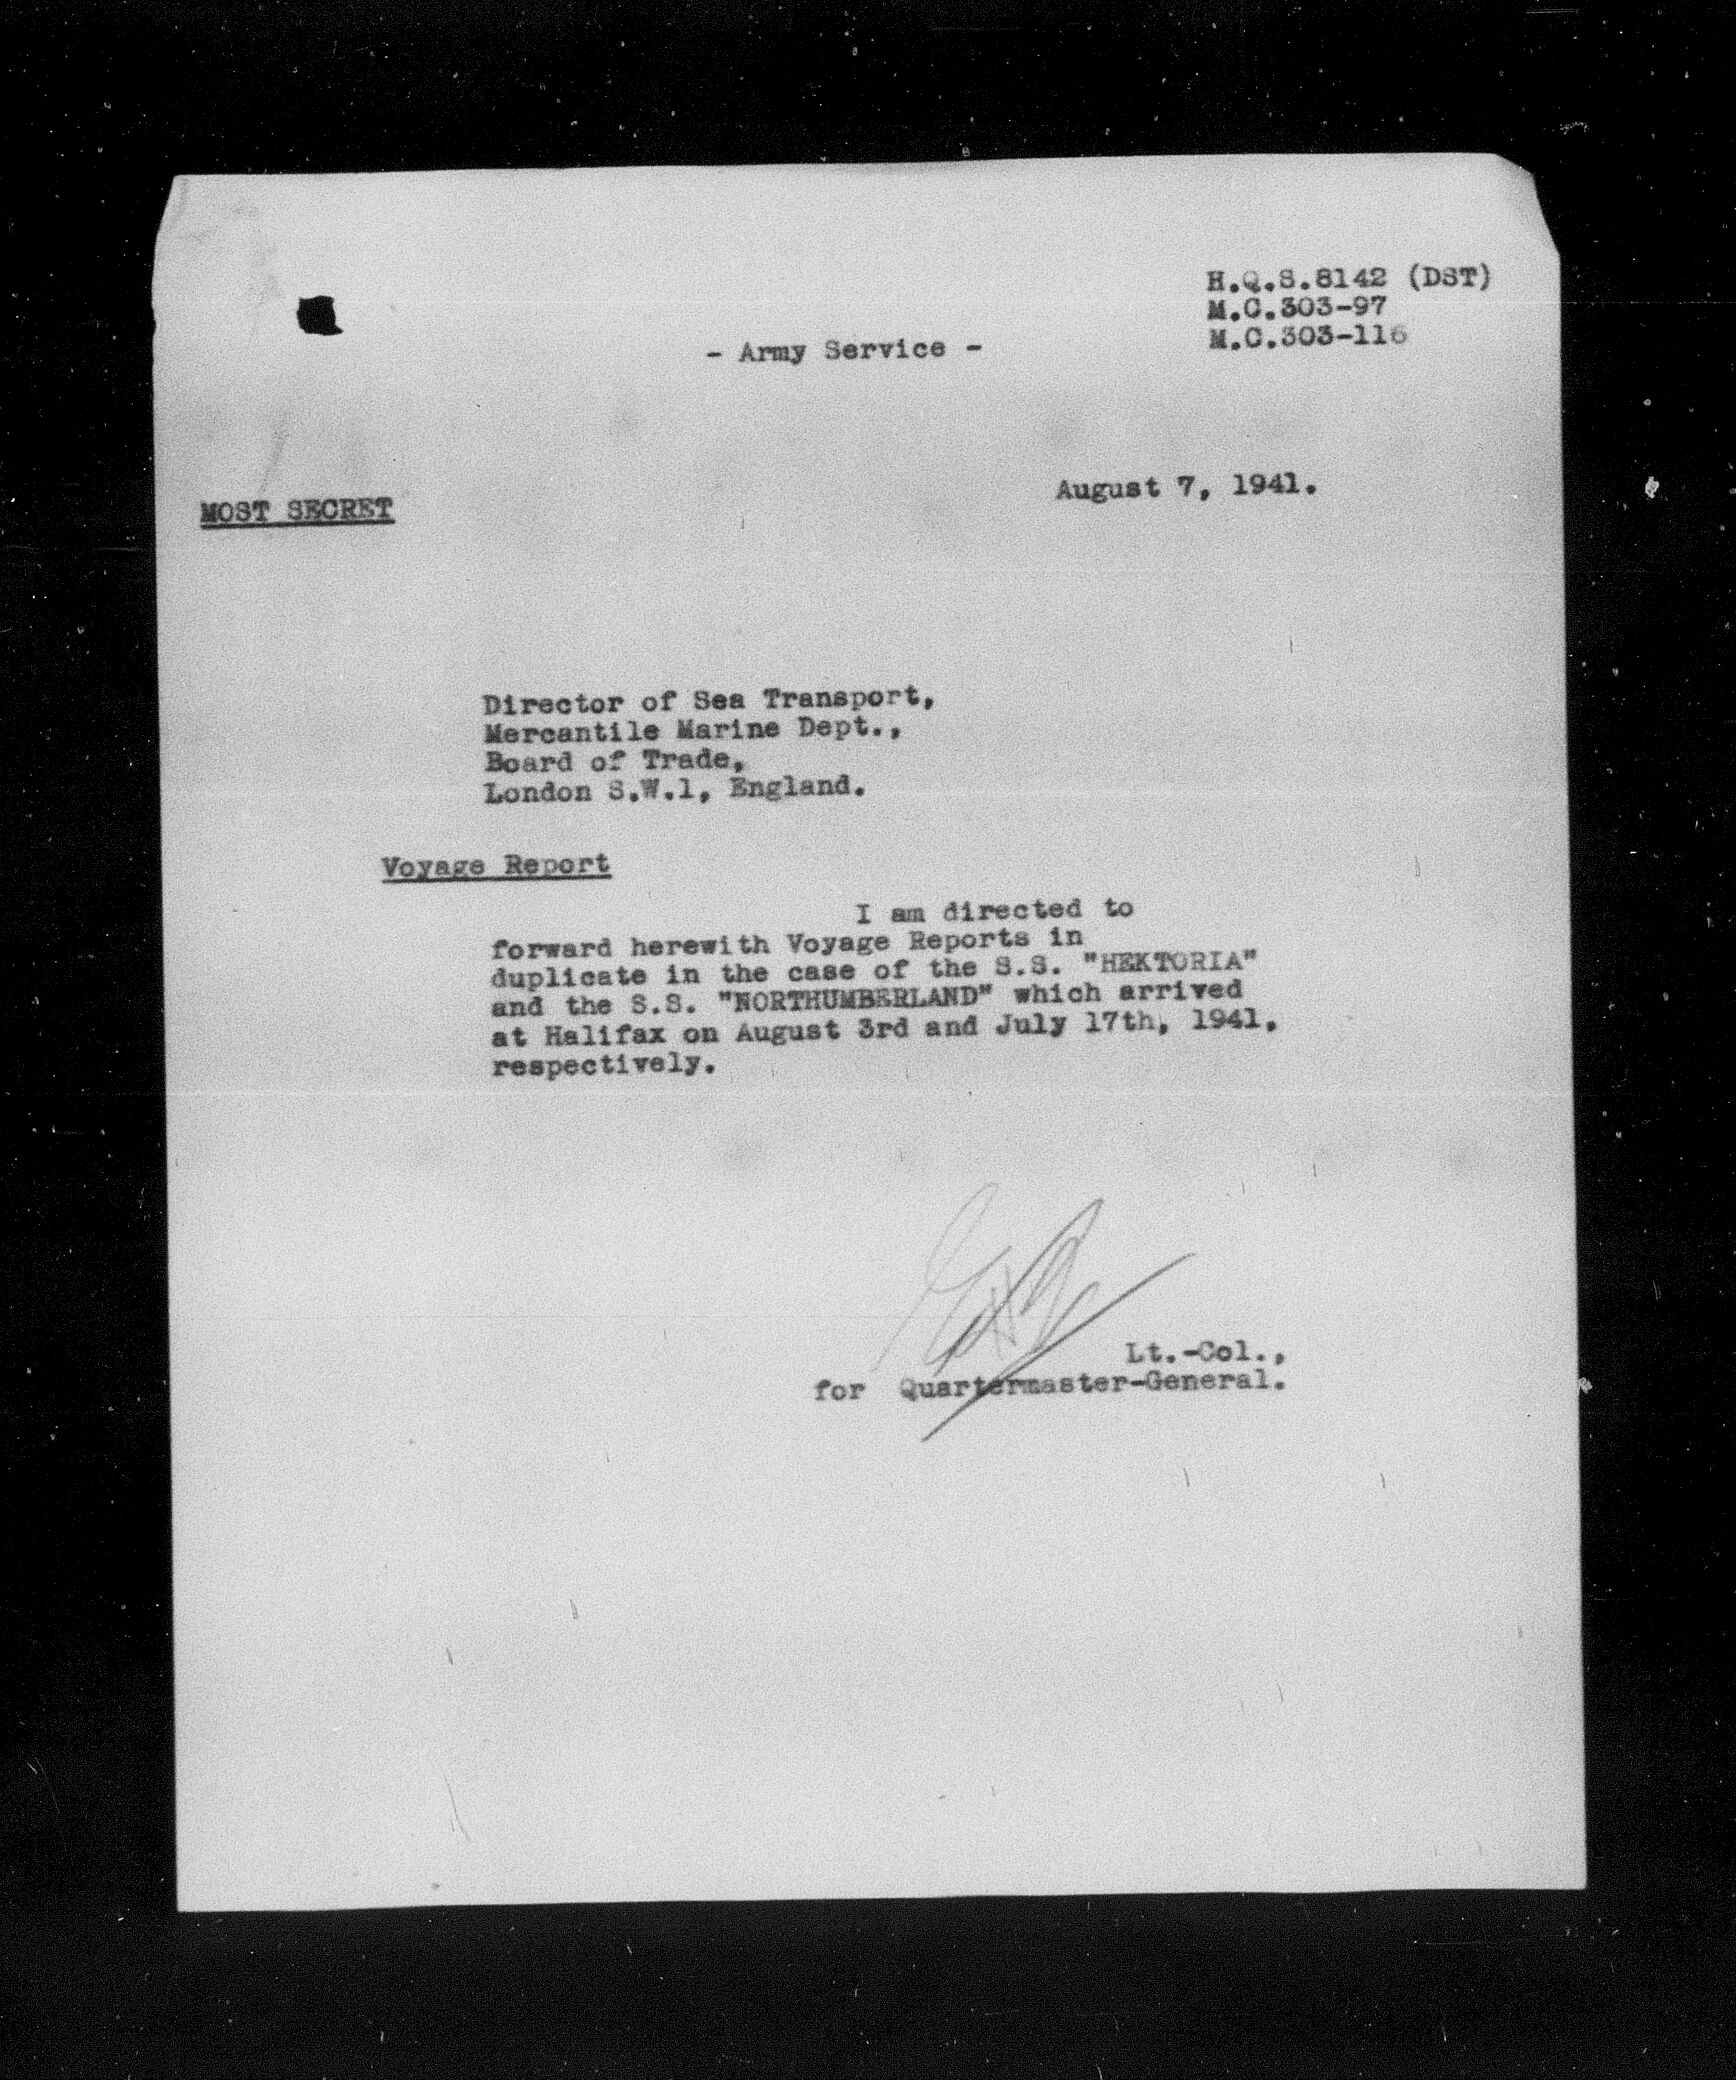 H.Q.S.8142 (DST)
M.C.303-97
M.C.303-116
- Army Service -
August 7, 1941.
MOST SECRET
Director of Sea Transport,
Mercantile Marine Dept.,
Board of Trade,
London S.W.1, England.
Voyage Report
I am directed to
forward herewith Voyage Reports in
duplicate in the case of the S.S. "HEKTORIA"
and the S.S. "NORTHUMBERLAND" which arrived
at Halifax on August 3rd and July 17th, 1941,
respectively.
Lt.-Col.,
for Quartermaster-General.